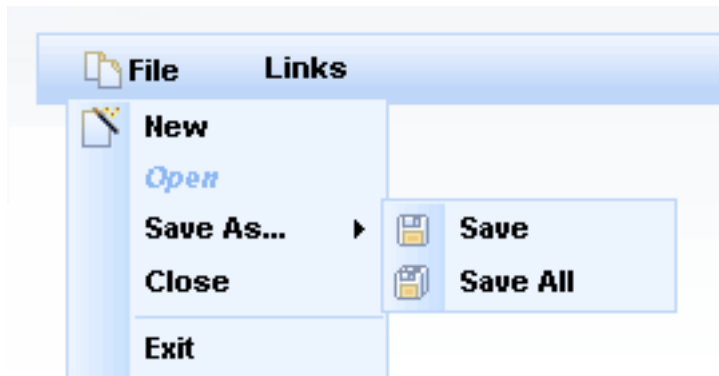 File Links
New
Open
Save As... Save
Close Save All
Exit